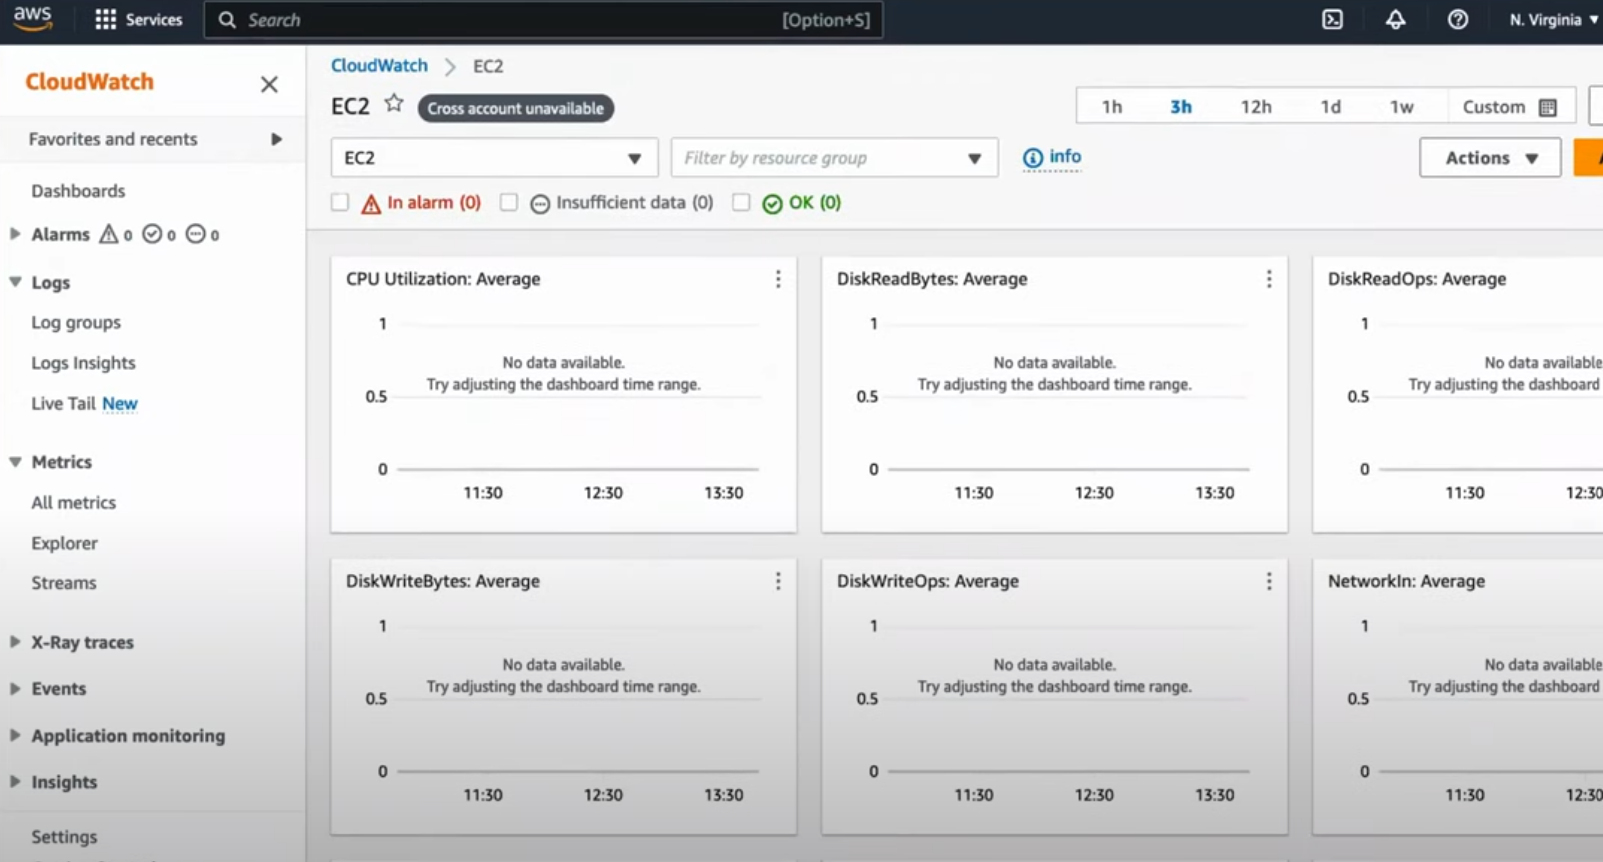 aws
Services
Search
[Option+S]
N. Virginia
CloudWatch
Favorites and recents
Dashboards
Alarms 0 0 0
Logs
Log groups
Logs Insights
Live Tail New
Metrics
All metrics
Explorer
Streams
X-Ray traces
Events
Application monitoring
Insights
Settings
CloudWatch EC2
EC2 Cross account unavailable
1h 3h 12h 1d 1w Custom
EC2
Filter by resource group
info
Actions
In alarm (0) Insufficient data (0) OK (0)
CPU Utilization: Average
1
No data available.
Try adjusting the dashboard time range.
0.5
0
11:30 12:30 13:30
DiskReadBytes: Average
1
No data available.
Try adjusting the dashboard time range.
0.5
0
11:30 12:30 13:30
DiskReadOps: Average
1
No data available
Try adjusting the dashboard
0.5
0
11:30 12:30
DiskWriteBytes: Average
1
No data available.
Try adjusting the dashboard time range.
0.5
0
11:30 12:30 13:30
DiskWriteOps: Average
1
No data available.
Try adjusting the dashboard time range.
0.5
0
11:30 12:30 13:30
NetworkIn: Average
1
No data available
Try adjusting the dashboard
0.5
0
11:30 12:30